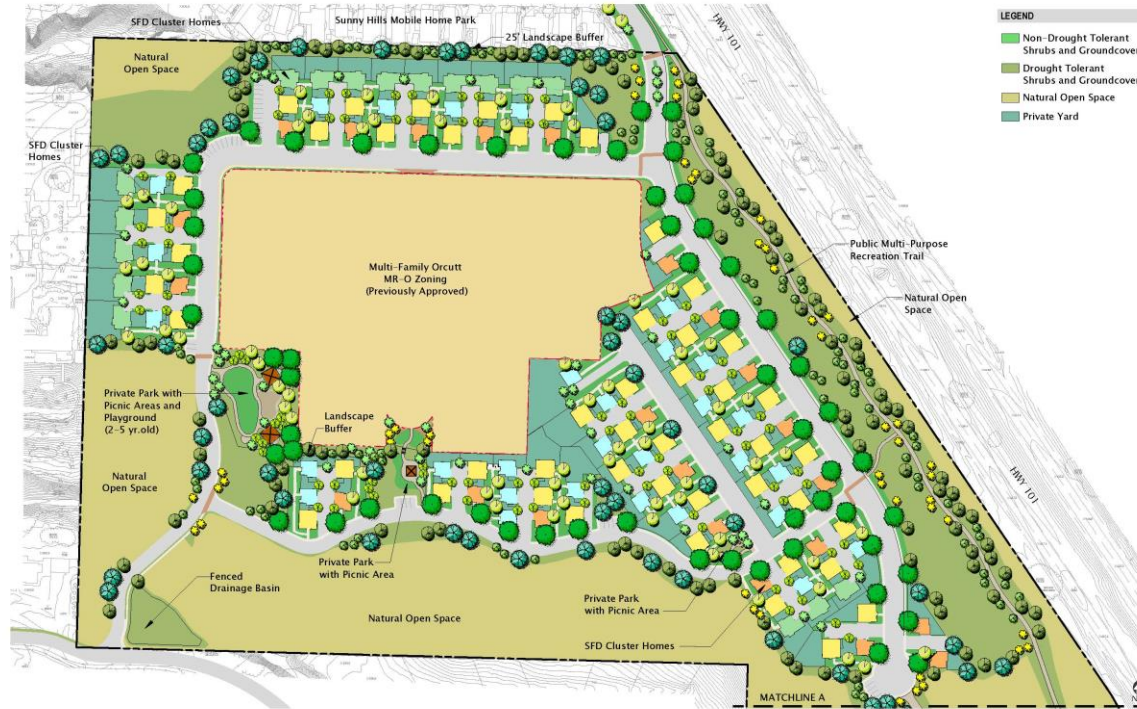 SFD Cluster Homes
Sunny Hills Mobile Home Park
25' Landscape Buffer
HWY 101
Natural
Open Space
LEGEND
Non-Drought Tolerant
Shrubs and Groundcover
Drought Tolerant
Shrubs and Groundcover
Natural Open Space
Private Yard
SFD Cluster
Homes
Multi-Family Orcutt
MR-O Zoning
(Previously Approved)
Public Multi-Purpose
Recreation Trail
Natural Open
Space
Private Park with
Picnic Areas and
Playground
(2-5 yr.old)
Landscape
Buffer
Natural
Open Space
HWY 101
Private Park
with Picnic Area
Fenced
Drainage Basin
Natural Open Space
Private Park
with Picnic Area
SFD Cluster Homes
MATCHLINE A